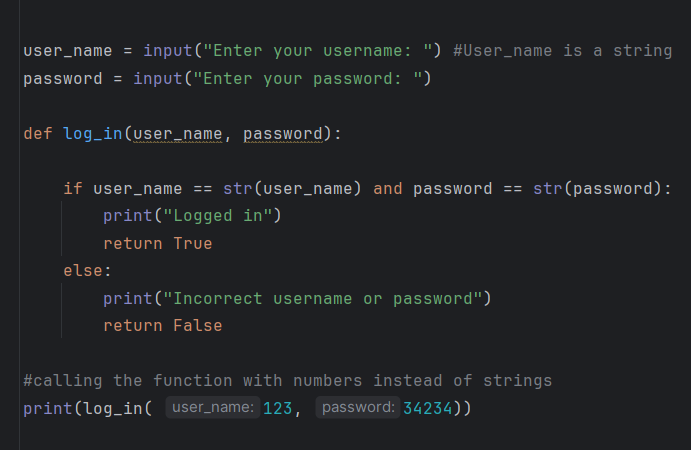 user_name = input("Enter your username: ") #User_name is a string
password = input("Enter your password: ")
def log_in(user_name, password):
if user_name == str(user_name) and password == str(password):
print("Logged in")
return True
else:
print("Incorrect username or password")
return False
#calling the function with numbers instead of strings
print(log_in( user_name: 123, password: 34234))